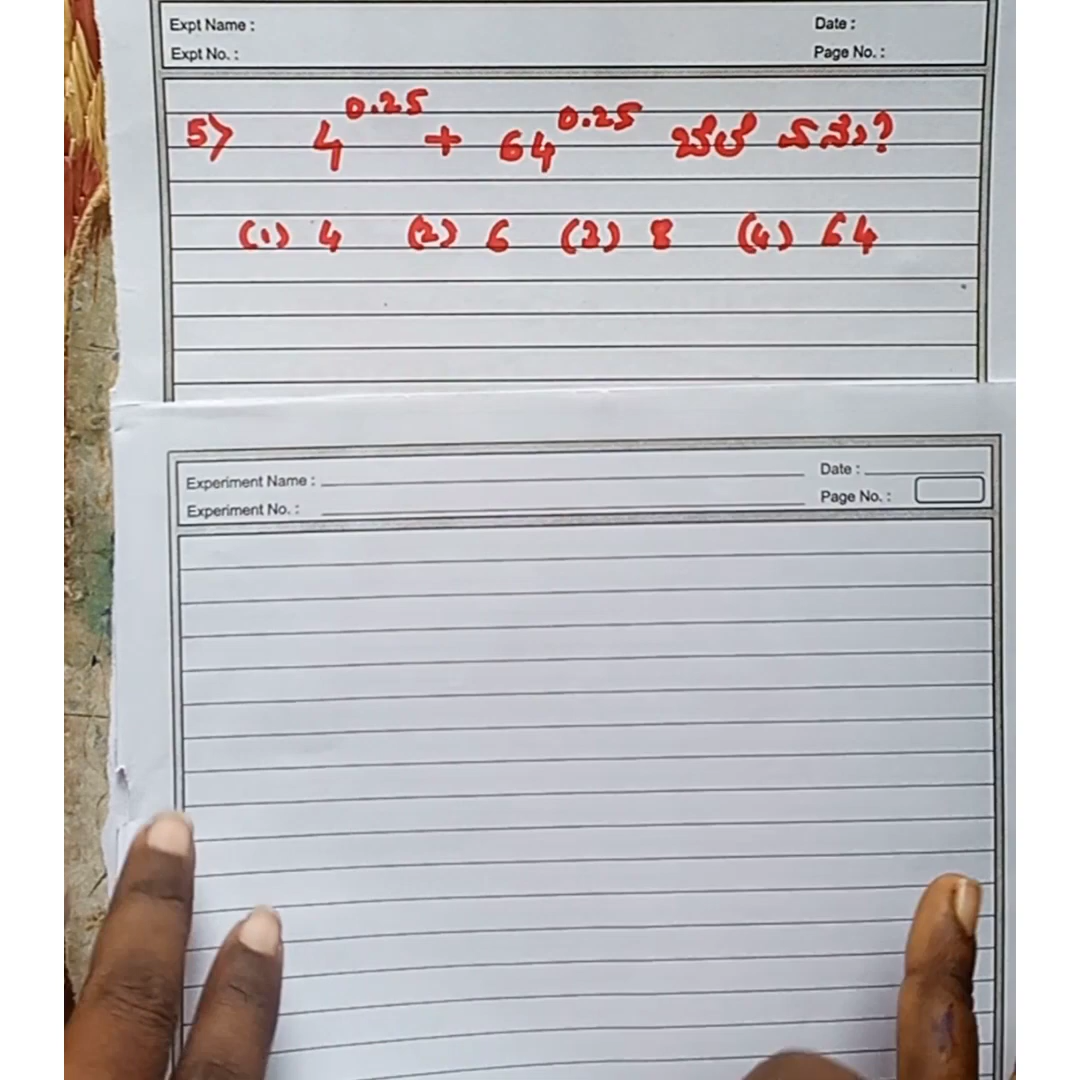 Expt Name : Date :
Expt No. : Page No. :
5) 4^0.25 + 64^0.25 ಬೆಲೆ ಏನು?
(1) 4 (2) 6 (3) 8 (4) 64
Experiment Name : Date :
Experiment No. : Page No. :